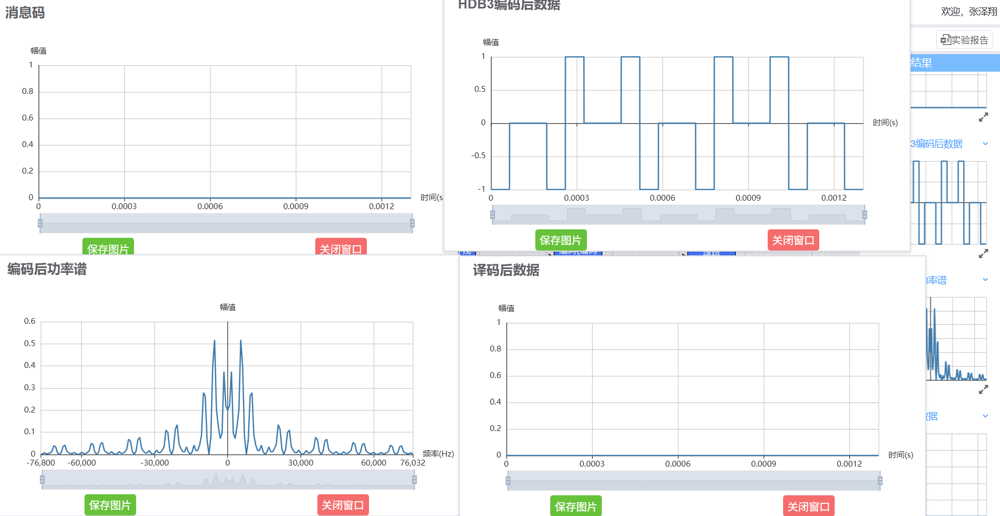 消息码
幅值
1
0.8
0.6
0.4
0.2
0
0 0.0003 0.0006 0.0009 0.0012
时间(s
保存图片 关闭窗口
HDB3编码后数据
幅值
1
0.5
0
-0.5
-1
0 0.0003 0.0006 0.0009 0.0012
时间(s)
保存图片 关闭窗口
欢迎，张泽翔
实验报告
结果
3编码后数据
功率谱
数据
编码后功率谱
幅值
0.6
0.5
0.4
0.3
0.2
0.1
0
-76,800 -60,000 -30,000 0 30,000 60,000 76,032
频率(Hz)
保存图片 关闭窗口
译码后数据
幅值
1
0.8
0.6
0.4
0.2
0
0 0.0003 0.0006 0.0009 0.0012
时间(s)
保存图片 关闭窗口